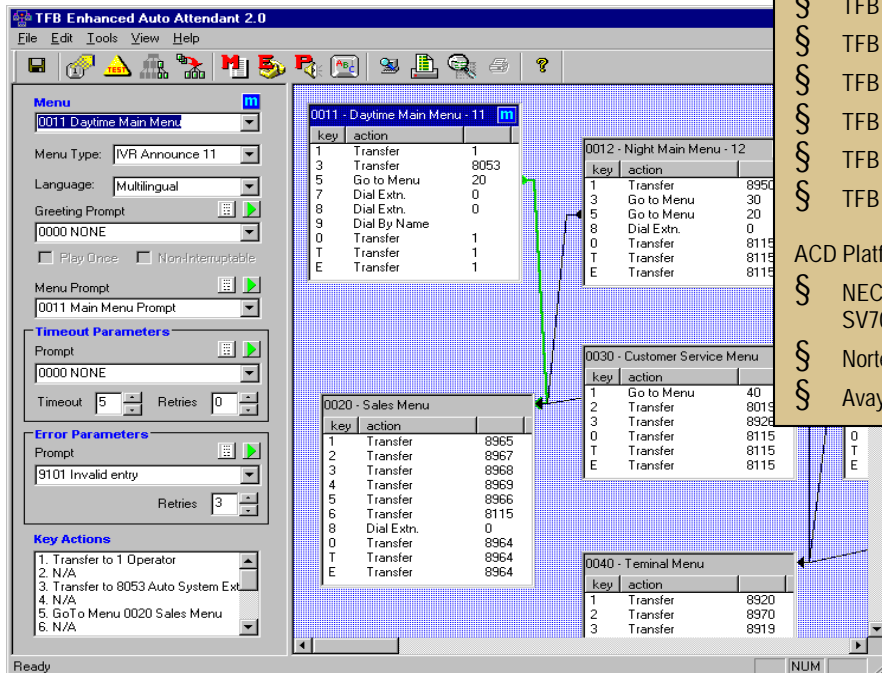 TFB Enhanced Auto Attendant 2.0
File Edit Tools View Help
TEST
Menu m
0011 Daytime Main Menu
Menu Type: IVR Announce 11
Language: Multilingual
Greeting Prompt
0000 NONE
Play Once Non-Interruptable
Menu Prompt
0011 Main Menu Prompt
Timeout Parameters
Prompt
0000 NONE
Timeout 5 Retries 0
Error Parameters
Prompt
9101 Invalid entry
Retries 3
Key Actions
1. Transfer to 1 Operator
2. N/A
3. Transfer to 8053 Auto System Ext
4. N/A
5. GoTo Menu 0020 Sales Menu
6. N/A
0011 - Daytime Main Menu - 11 m
key action
1 Transfer 1
3 Transfer 8053
5 Go to Menu 20
7 Dial Extn. 0
8 Dial Extn. 0
9 Dial By Name
0 Transfer 1
T Transfer 1
E Transfer 1
0012 - Night Main Menu - 12
key action
1 Transfer 8950
3 Go to Menu 30
5 Go to Menu 20
8 Dial Extn. 0
0 Transfer 8115
T Transfer 8115
E Transfer 8115
0020 - Sales Menu
key action
1 Transfer 8965
2 Transfer 8967
3 Transfer 8968
4 Transfer 8969
5 Transfer 8966
6 Transfer 8115
8 Dial Extn. 0
0 Transfer 8964
T Transfer 8964
E Transfer 8964
0030 - Customer Service Menu
key action
1 Go to Menu 40
2 Transfer 8019
3 Transfer 8928
0 Transfer 8115
T Transfer 8115
E Transfer 8115
0040 - Teminal Menu
key action
1 Transfer 8920
2 Transfer 8970
3 Transfer 8919
0
T
E
§ TFB
§ TFB
§ TFB
§ TFB
§ TFB
§ TFB
ACD Platf
§ NEC
SV70
§ Norte
§ Avay
Ready
NUM